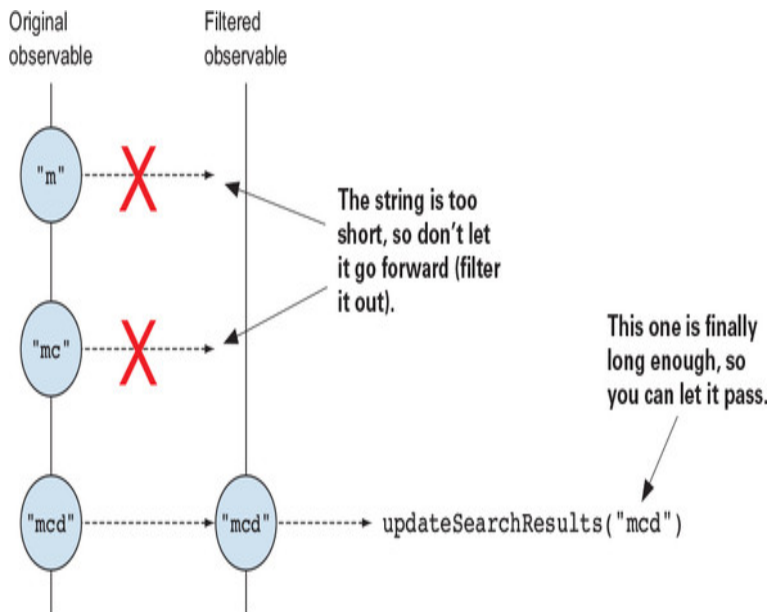 Original
observable
Filtered
observable
"m"
The string is too
short, so don't let
it go forward (filter
it out).
"mc"
This one is finally
long enough, so
you can let it pass.
"mcd"
"mcd"
updateSearchResults("mcd")